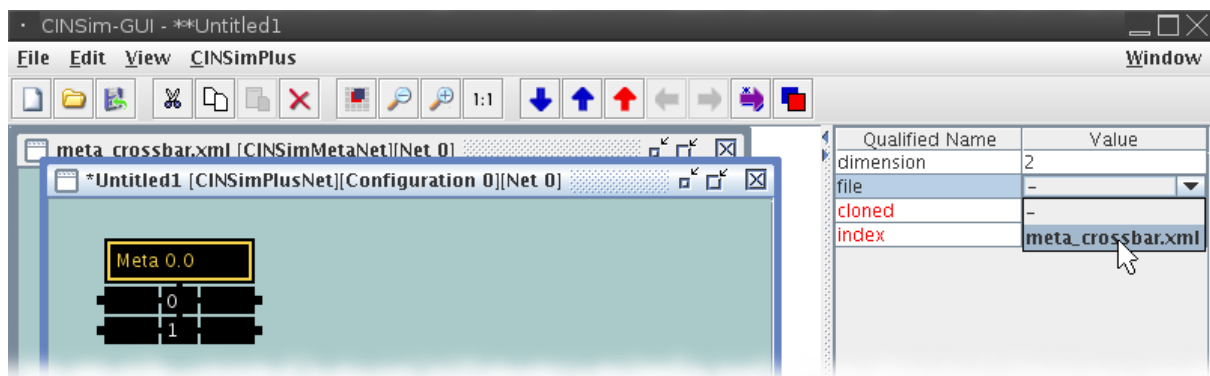 CINSim-GUI - **Untitled1
File Edit View CINSimPlus Window
1:1
meta_crossbar.xml [CINSimMetaNet][Net 0]
*Untitled1 [CINSimPlusNet][Configuration 0][Net 0]
Meta 0.0
0
1
Qualified Name Value
dimension 2
file –
cloned –
index meta_crossbar.xml